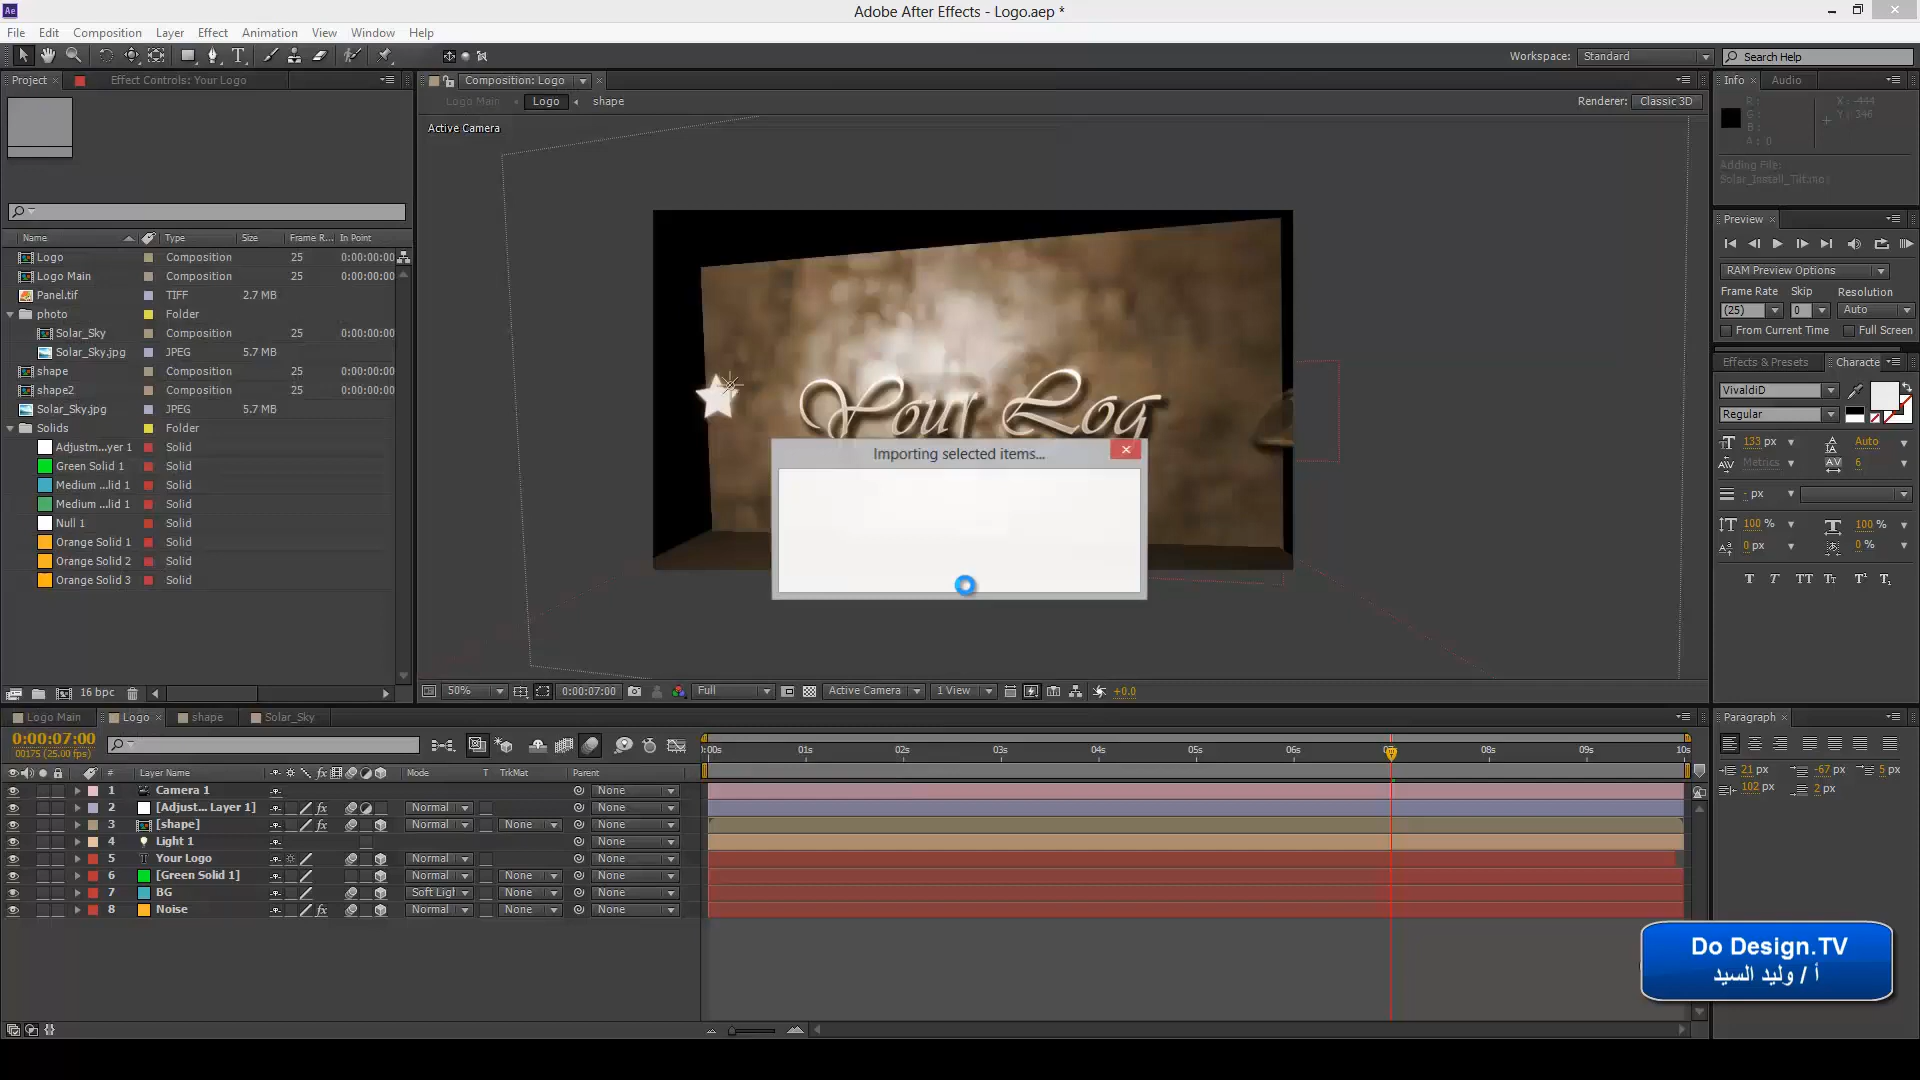 Adobe After Effects - Logo.aep *
File Edit Composition Layer Effect Animation View Window Help
Workspace: Standard Search Help
Project Effect Controls: Your Logo
Name Type Size Frame R... In Point
Logo Composition 25 0:00:00:00
Logo Main Composition 25 0:00:00:00
Panel.tif TIFF 2.7 MB
photo Folder
Solar_Sky Composition 25 0:00:00:00
Solar_Sky.jpg JPEG 5.7 MB
shape Composition 25 0:00:00:00
shape2 Composition 25 0:00:00:00
Solar_Sky.jpg JPEG 5.7 MB
Solids Folder
Adjustm...yer 1 Solid
Green Solid 1 Solid
Medium ...lid 1 Solid
Medium ...lid 1 Solid
Null 1 Solid
Orange Solid 1 Solid
Orange Solid 2 Solid
Orange Solid 3 Solid
16 bpc
Composition: Logo
Logo Main Logo shape
Renderer: Classic 3D
Active Camera
Your Log
Importing selected items...
50% 0:00:07:00 Full Active Camera 1 View +0.0
Info Audio
R:
G:
B:
A: 0
X: -444
Y: 346
Adding File:
Solar_Install_Tilt.mo
Preview
RAM Preview Options
Frame Rate Skip Resolution
(25) 0 Auto
From Current Time Full Screen
Effects & Presets Characte
VivaldiD
Regular
133 px Auto
Metrics 6
- px
100 % 100 %
0 px 0 %
T T TT Tt T¹ T₁
Logo Main Logo shape Solar_Sky
0:00:07:00
00175 (25.00 fps)
# Layer Name Mode T TrkMat Parent
1 Camera 1 None
2 [Adjust... Layer 1] Normal None
3 [shape] Normal None None
4 Light 1 None
5 Your Logo Normal None
6 [Green Solid 1] Normal None None
7 BG Soft Ligh None None
8 Noise Normal None None
0:00s 01s 02s 03s 04s 05s 06s 08s 09s 10s
Paragraph
21 px -67 px 5 px
102 px 2 px
Do Design.TV
أ / وليد السيد